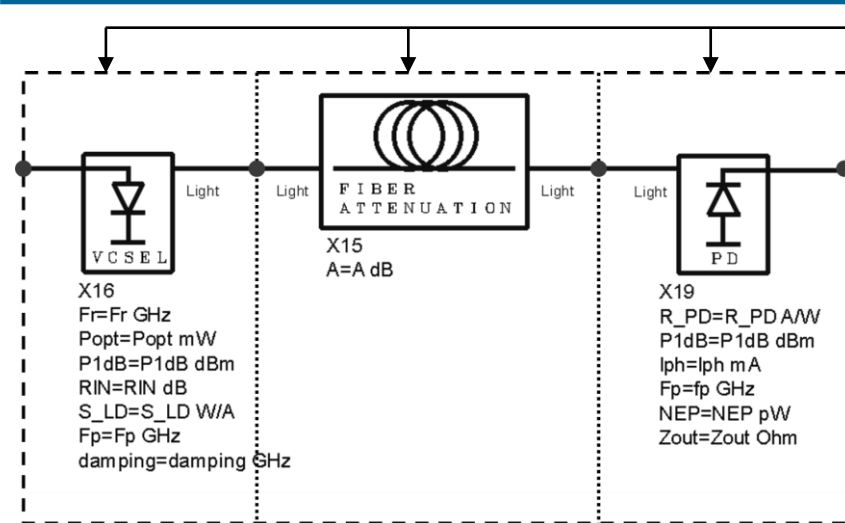 Light
Light
Light
Light
VCSEL
FIBER
ATTENUATION
PD
X16
Fr=Fr GHz
Popt=Popt mW
P1dB=P1dB dBm
RIN=RIN dB
S_LD=S_LD W/A
Fp=Fp GHz
damping=damping GHz
X15
A=A dB
X19
R_PD=R_PD A/W
P1dB=P1dB dBm
Iph=Iph mA
Fp=fp GHz
NEP=NEP pW
Zout=Zout Ohm